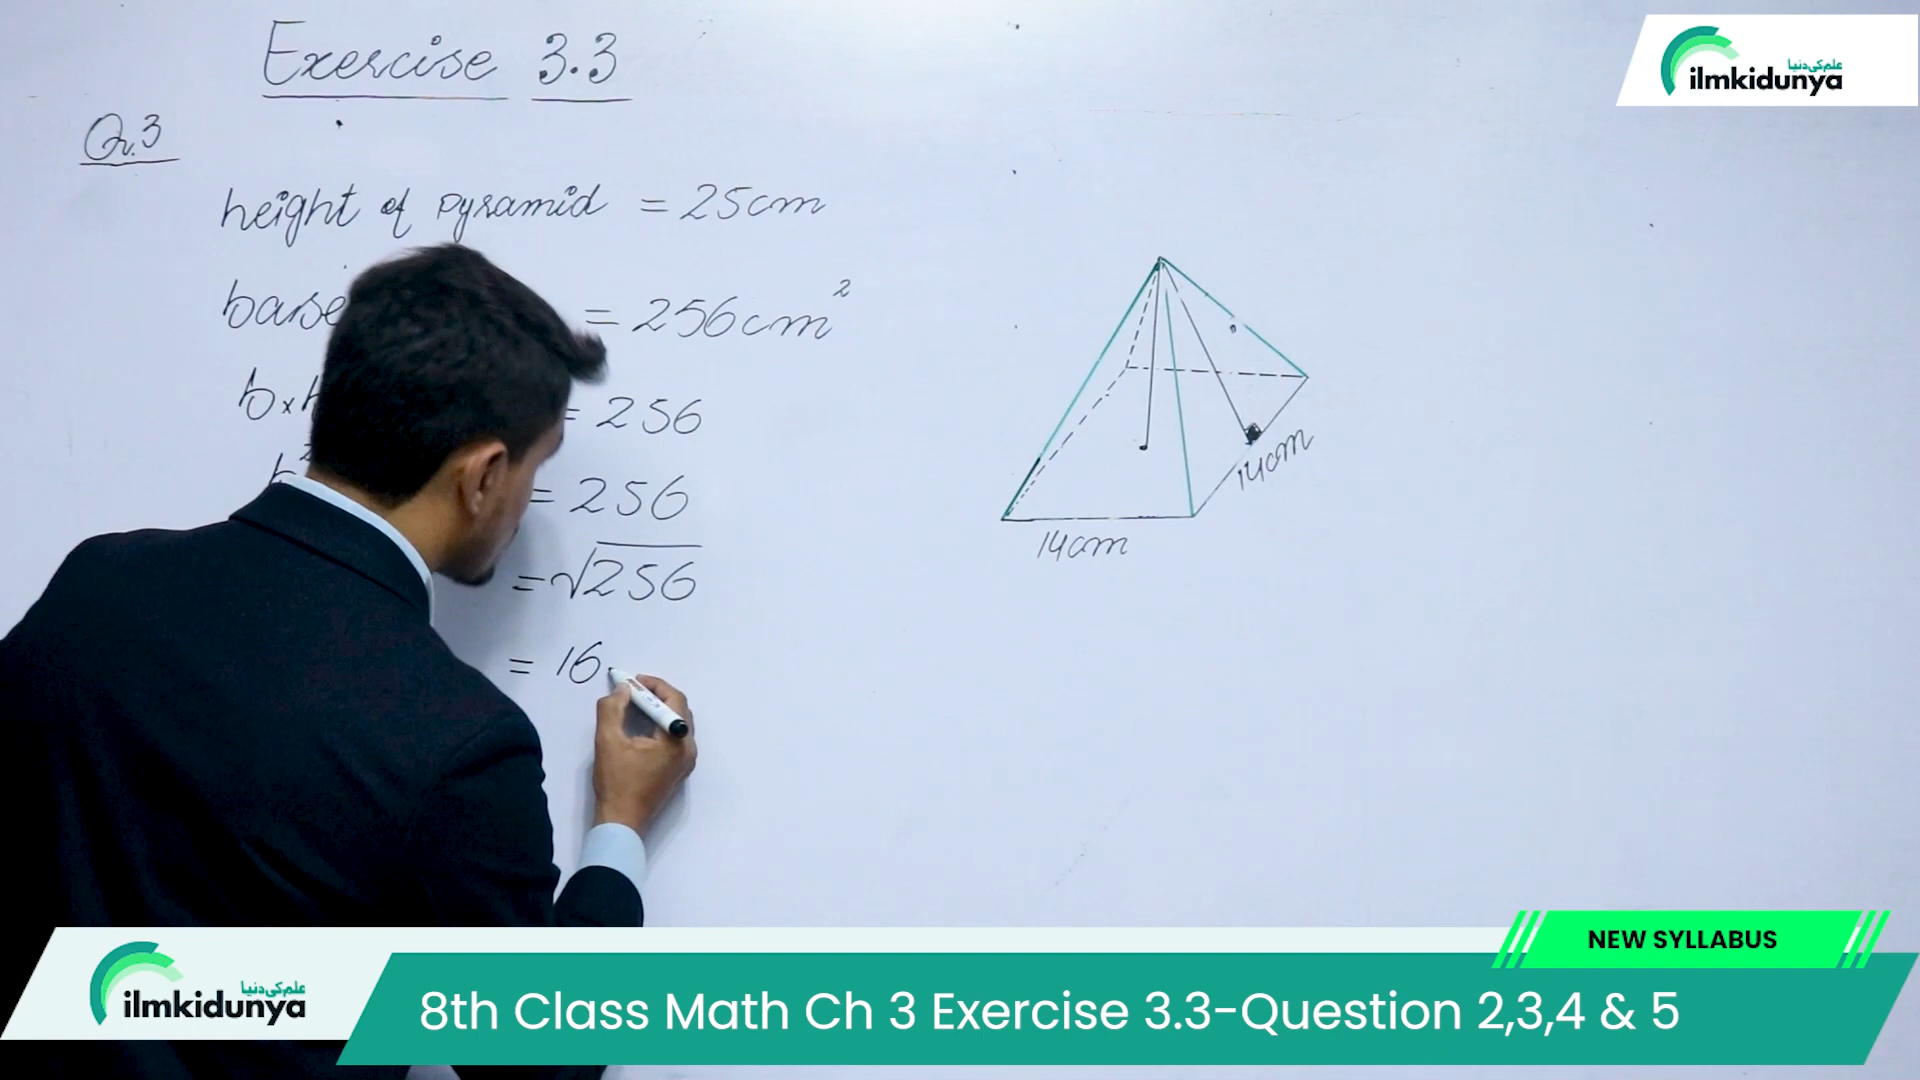 Exercise 3.3
علم کی دنیا
ilmkidunya
Q.3
height of pyramid = 25cm
base = 256cm²
b×b = 256
= 256
=√256
= 16
14cm
14cm
NEW SYLLABUS
علم کی دنیا
ilmkidunya
8th Class Math Ch 3 Exercise 3.3-Question 2,3,4 & 5